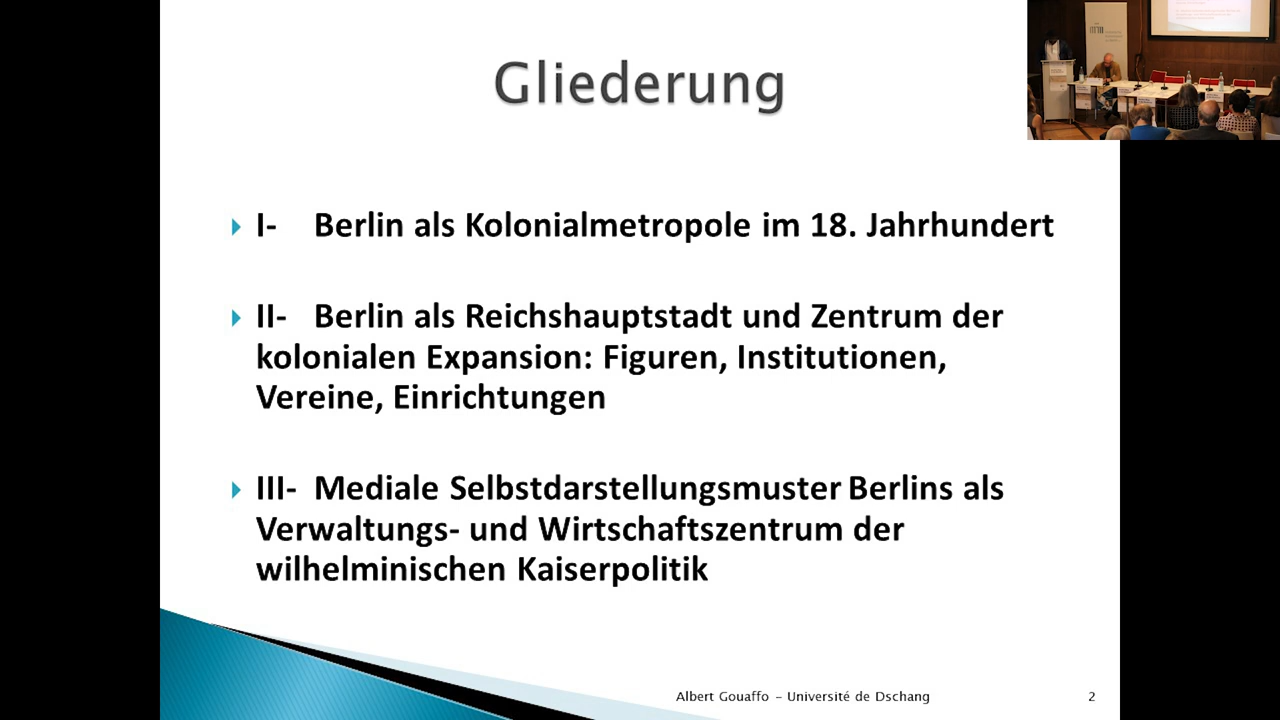 Gliederung
I- Berlin als Kolonialmetropole im 18. Jahrhundert
II- Berlin als Reichshauptstadt und Zentrum der
kolonialen Expansion: Figuren, Institutionen,
Vereine, Einrichtungen
III- Mediale Selbstdarstellungsmuster Berlins als
Verwaltungs- und Wirtschaftszentrum der
wilhelminischen Kaiserpolitik
Albert Gouaffo – Université de Dschang
2